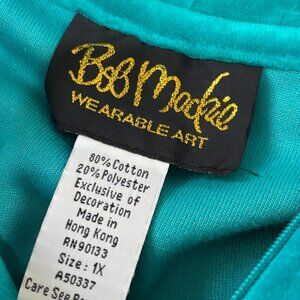 Bob Mackie
WEARABLE ART
80% Cotton
20% Polyester
Exclusive of
Decoration
Made in
Hong Kong
RN90133
Size: 1X
A50337
Care See